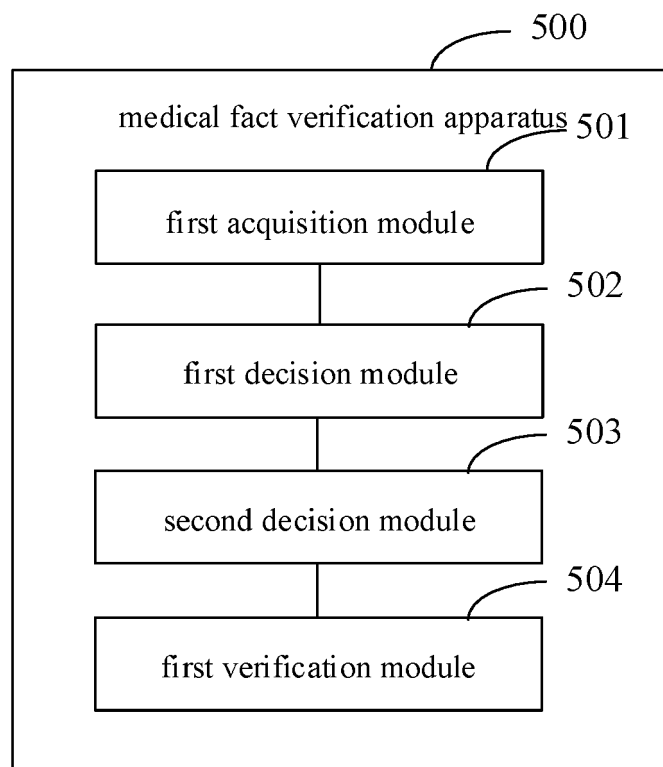 500
medical fact verification apparatus
501
first acquisition module
502
first decision module
503
second decision module
504
first verification module